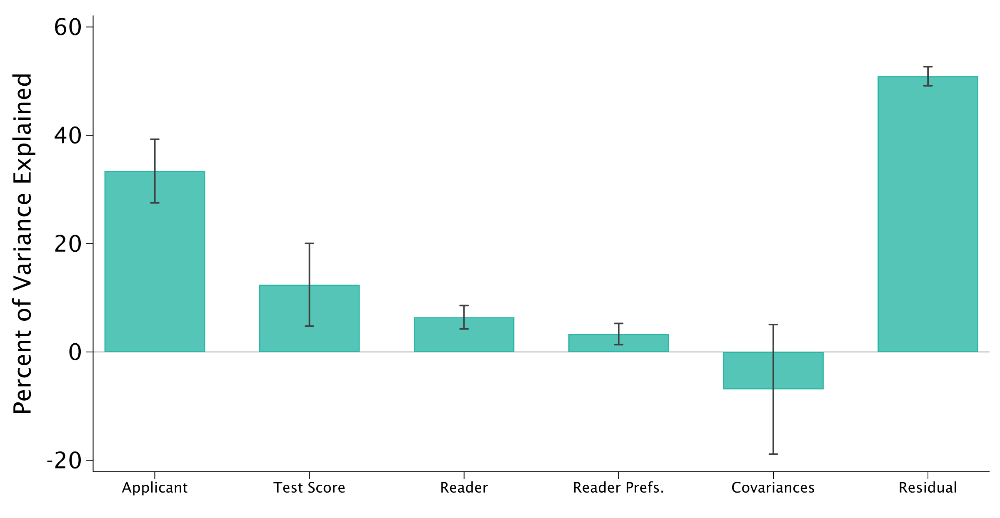 Percent of Variance Explained
60
40
20
0
-20
Applicant
Test Score
Reader
Reader Prefs.
Covariances
Residual